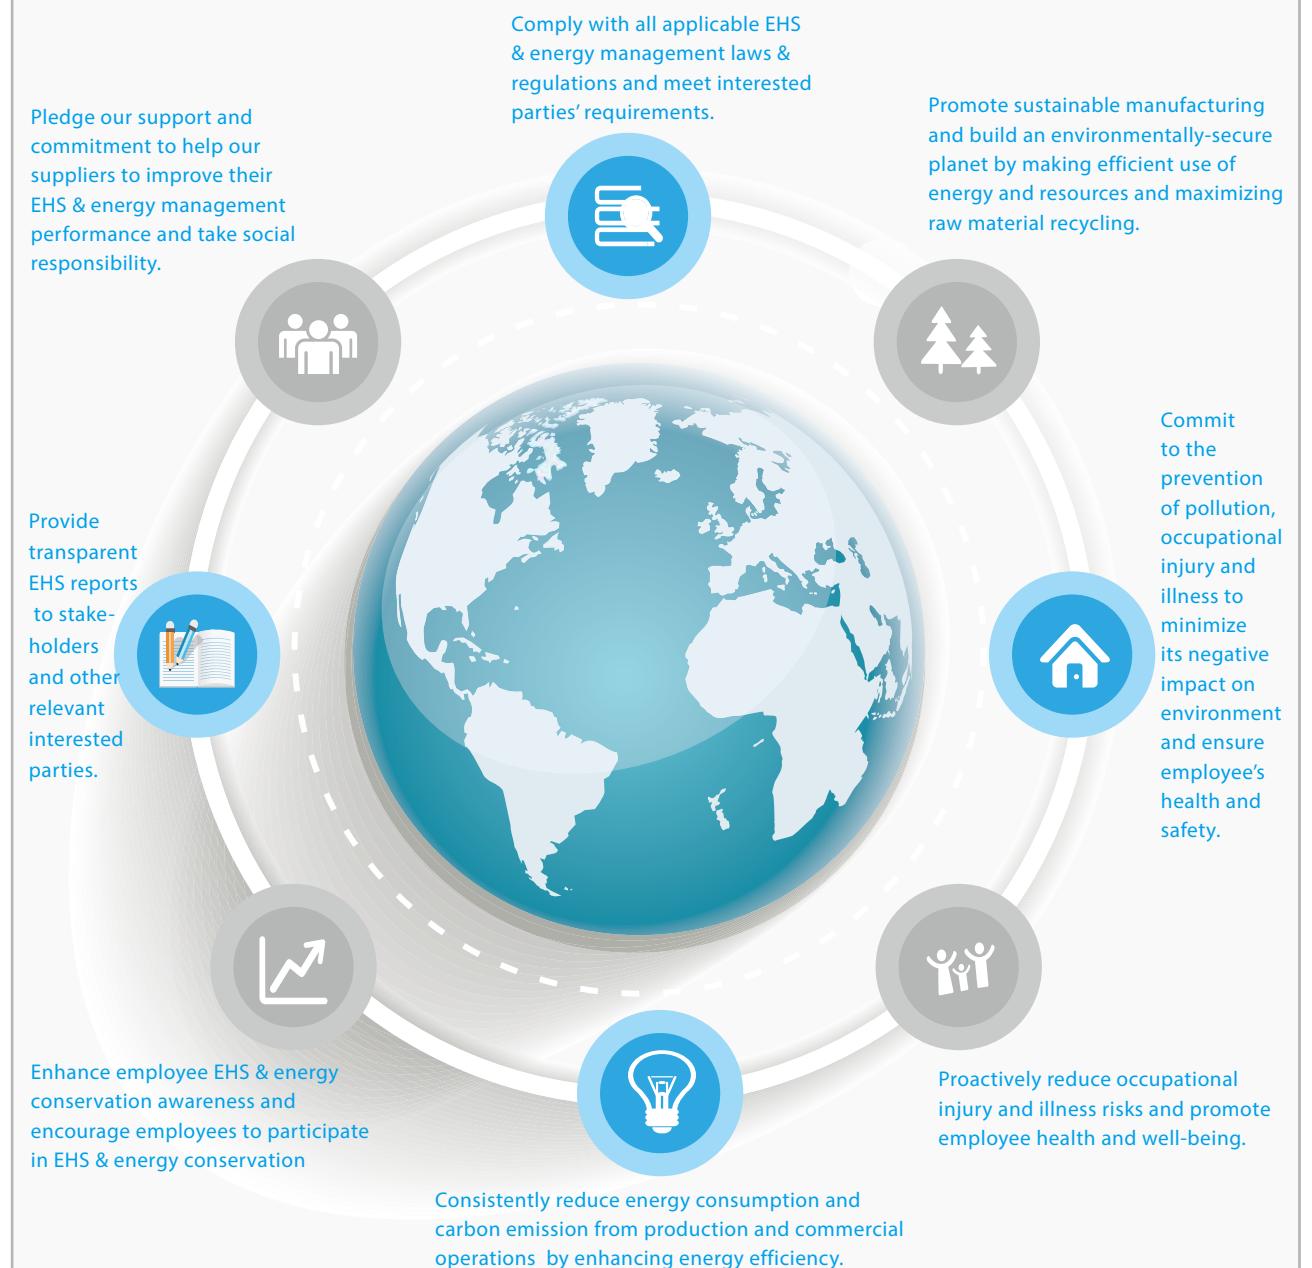 Comply with all applicable EHS
& energy management laws &
regulations and meet interested
parties’ requirements.
Promote sustainable manufacturing
and build an environmentally-secure
planet by making efficient use of
energy and resources and maximizing
raw material recycling.
Commit
to the
prevention
of pollution,
occupational
injury and
illness to
minimize
its negative
impact on
environment
and ensure
employee’s
health and
safety.
Proactively reduce occupational
injury and illness risks and promote
employee health and well-being.
Consistently reduce energy consumption and
carbon emission from production and commercial
operations by enhancing energy efficiency.
Enhance employee EHS & energy
conservation awareness and
encourage employees to participate
in EHS & energy conservation
Provide
transparent
EHS reports
to stake-
holders
and other
relevant
interested
parties.
Pledge our support and
commitment to help our
suppliers to improve their
EHS & energy management
performance and take social
responsibility.